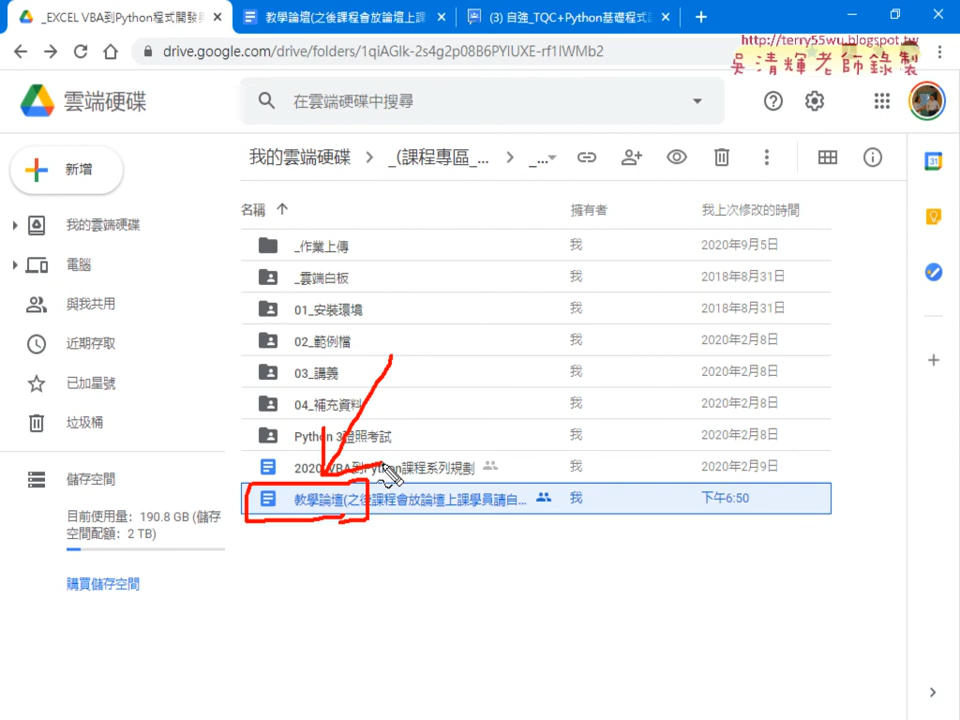 _EXCEL VBA到Python程式開發
教學論壇(之後課程會放論壇上課
(3) 自強_TQC+Python基礎程式
drive.google.com/drive/folders/1qiAGlk-2s4g2p08B6PYlUXE-rf1IWMb2
http://terry55wu.blogspot.tw
吳清輝老師錄製
雲端硬碟
在雲端硬碟中搜尋
新增
我的雲端硬碟
_(課程專區_...
_...
名稱
擁有者
我上次修改的時間
我的雲端硬碟
電腦
與我共用
近期存取
已加星號
垃圾桶
儲存空間
目前使用量：190.8 GB (儲存
空間配額：2 TB)
購買儲存空間
_作業上傳 我 2020年9月5日
_雲端白板 我 2018年8月31日
01_安裝環境 我 2018年8月31日
02_範例檔 我 2020年2月8日
03_講義 我 2020年2月8日
04_補充資料 我 2020年2月8日
Python 3證照考試 我 2020年2月8日
2020_VBA到Python課程系列規劃 我 2020年2月9日
教學論壇(之後課程會放論壇上課學員請自... 我 下午6:50
31